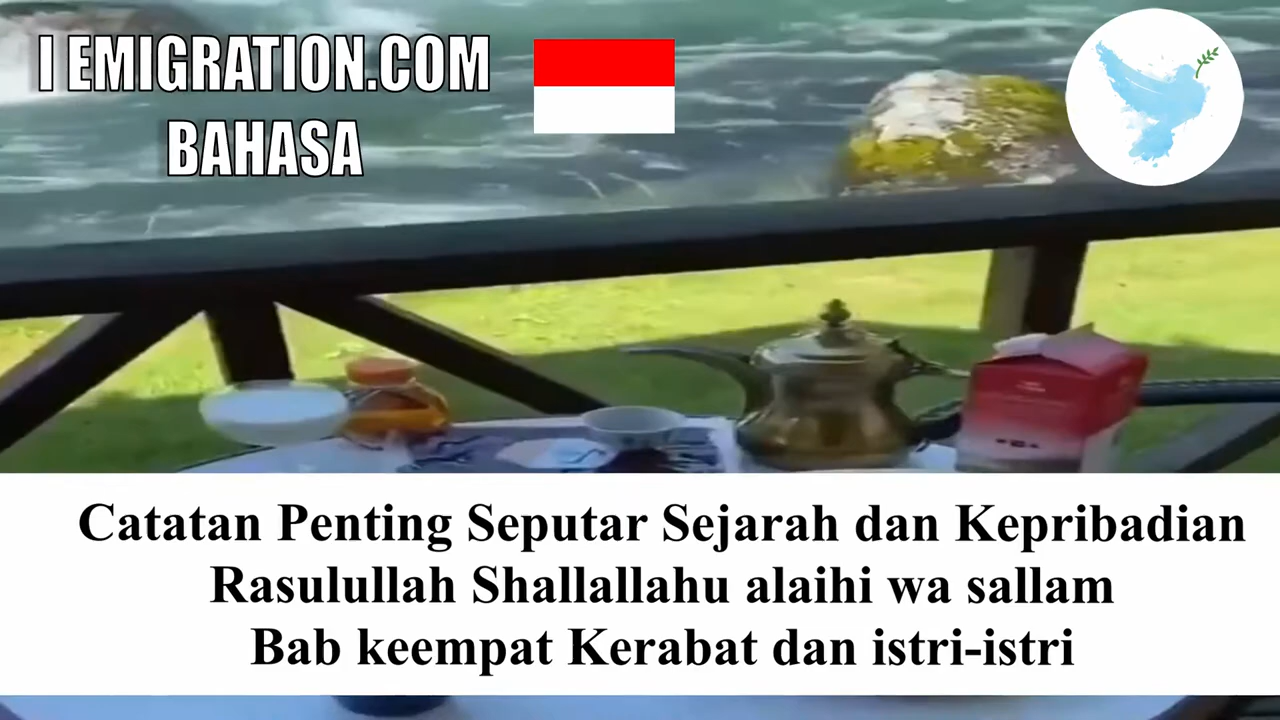 I EMIGRATION.COM
BAHASA
Catatan Penting Seputar Sejarah dan Kepribadian
Rasulullah Shallallahu alaihi wa sallam
Bab keempat Kerabat dan istri-istri